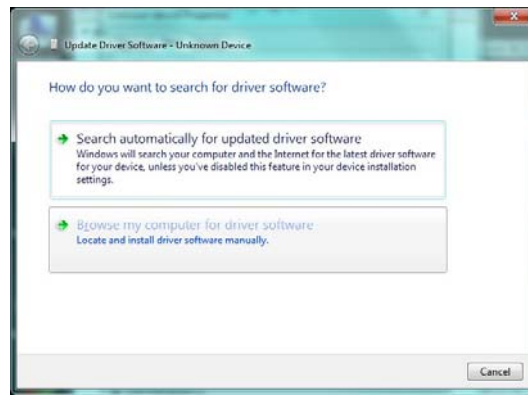 Update Driver Software - Unknown Device
How do you want to search for driver software?
Search automatically for updated driver software
Windows will search your computer and the Internet for the latest driver software
for your device, unless you've disabled this feature in your device installation
settings.
Browse my computer for driver software
Locate and install driver software manually.
Cancel